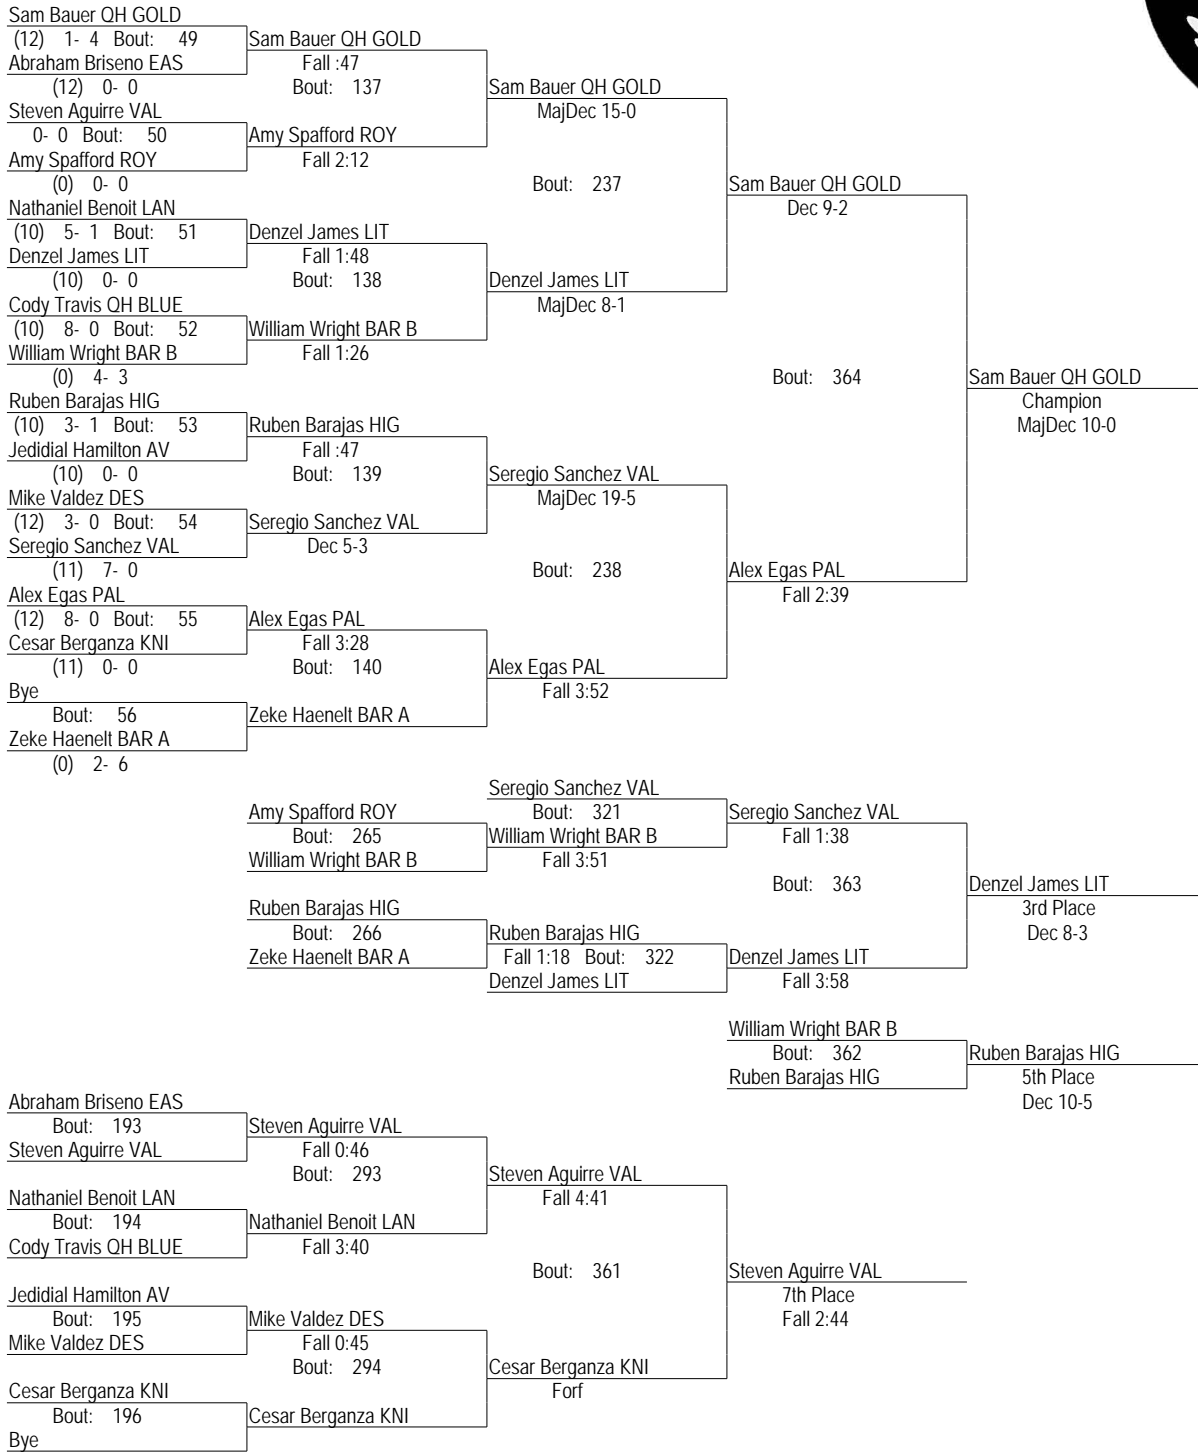 Sam Bauer QH GOLD
(12) 1- 4 Bout: 49
Sam Bauer QH GOLD
Abraham Briseno EAS
Fall :47
(12) 0- 0
Bout: 137
Sam Bauer QH GOLD
Steven Aguirre VAL
MajDec 15-0
0- 0 Bout: 50
Amy Spafford ROY
Amy Spafford ROY
Fall 2:12
(0) 0- 0
Bout: 237
Sam Bauer QH GOLD
Nathaniel Benoit LAN
Dec 9-2
(10) 5- 1 Bout: 51
Denzel James LIT
Denzel James LIT
Fall 1:48
(10) 0- 0
Bout: 138
Denzel James LIT
Cody Travis QH BLUE
MajDec 8-1
(10) 8- 0 Bout: 52
William Wright BAR B
William Wright BAR B
Fall 1:26
(0) 4- 3
Bout: 364
Sam Bauer QH GOLD
Ruben Barajas HIG
Champion
(10) 3- 1 Bout: 53
Ruben Barajas HIG
MajDec 10-0
Jedidial Hamilton AV
Fall :47
(10) 0- 0
Bout: 139
Seregio Sanchez VAL
Mike Valdez DES
MajDec 19-5
(12) 3- 0 Bout: 54
Seregio Sanchez VAL
Seregio Sanchez VAL
Dec 5-3
(11) 7- 0
Bout: 238
Alex Egas PAL
Alex Egas PAL
Fall 2:39
(12) 8- 0 Bout: 55
Alex Egas PAL
Cesar Berganza KNI
Fall 3:28
(11) 0- 0
Bout: 140
Alex Egas PAL
Bye
Fall 3:52
Bout: 56
Zeke Haenelt BAR A
Zeke Haenelt BAR A
(0) 2- 6
Seregio Sanchez VAL
Amy Spafford ROY
Bout: 321
Seregio Sanchez VAL
Bout: 265
William Wright BAR B
Fall 1:38
William Wright BAR B
Fall 3:51
Bout: 363
Denzel James LIT
Ruben Barajas HIG
3rd Place
Bout: 266
Ruben Barajas HIG
Dec 8-3
Zeke Haenelt BAR A
Fall 1:18 Bout: 322
Denzel James LIT
Denzel James LIT
Fall 3:58
William Wright BAR B
Bout: 362
Ruben Barajas HIG
Ruben Barajas HIG
5th Place
Dec 10-5
Abraham Briseno EAS
Bout: 193
Steven Aguirre VAL
Steven Aguirre VAL
Fall 0:46
Bout: 293
Steven Aguirre VAL
Nathaniel Benoit LAN
Fall 4:41
Bout: 194
Nathaniel Benoit LAN
Cody Travis QH BLUE
Fall 3:40
Bout: 361
Steven Aguirre VAL
Jedidial Hamilton AV
7th Place
Bout: 195
Mike Valdez DES
Fall 2:44
Mike Valdez DES
Fall 0:45
Bout: 294
Cesar Berganza KNI
Cesar Berganza KNI
Forf
Bout: 196
Cesar Berganza KNI
Bye